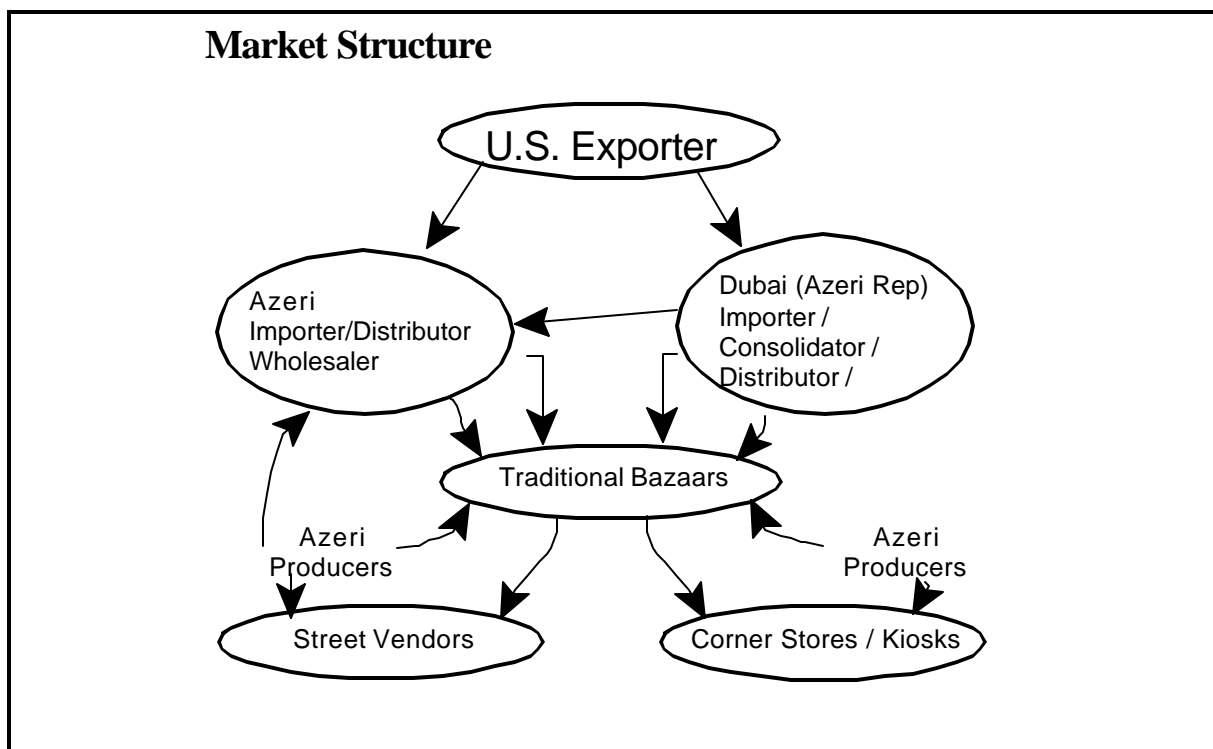 Market Structure
U.S. Exporter
Azeri
Importer/Distributor
Wholesaler
Dubai (Azeri Rep)
Importer /
Consolidator /
Distributor /
Traditional Bazaars
Azeri
Producers
Azeri
Producers
Street Vendors
Corner Stores / Kiosks